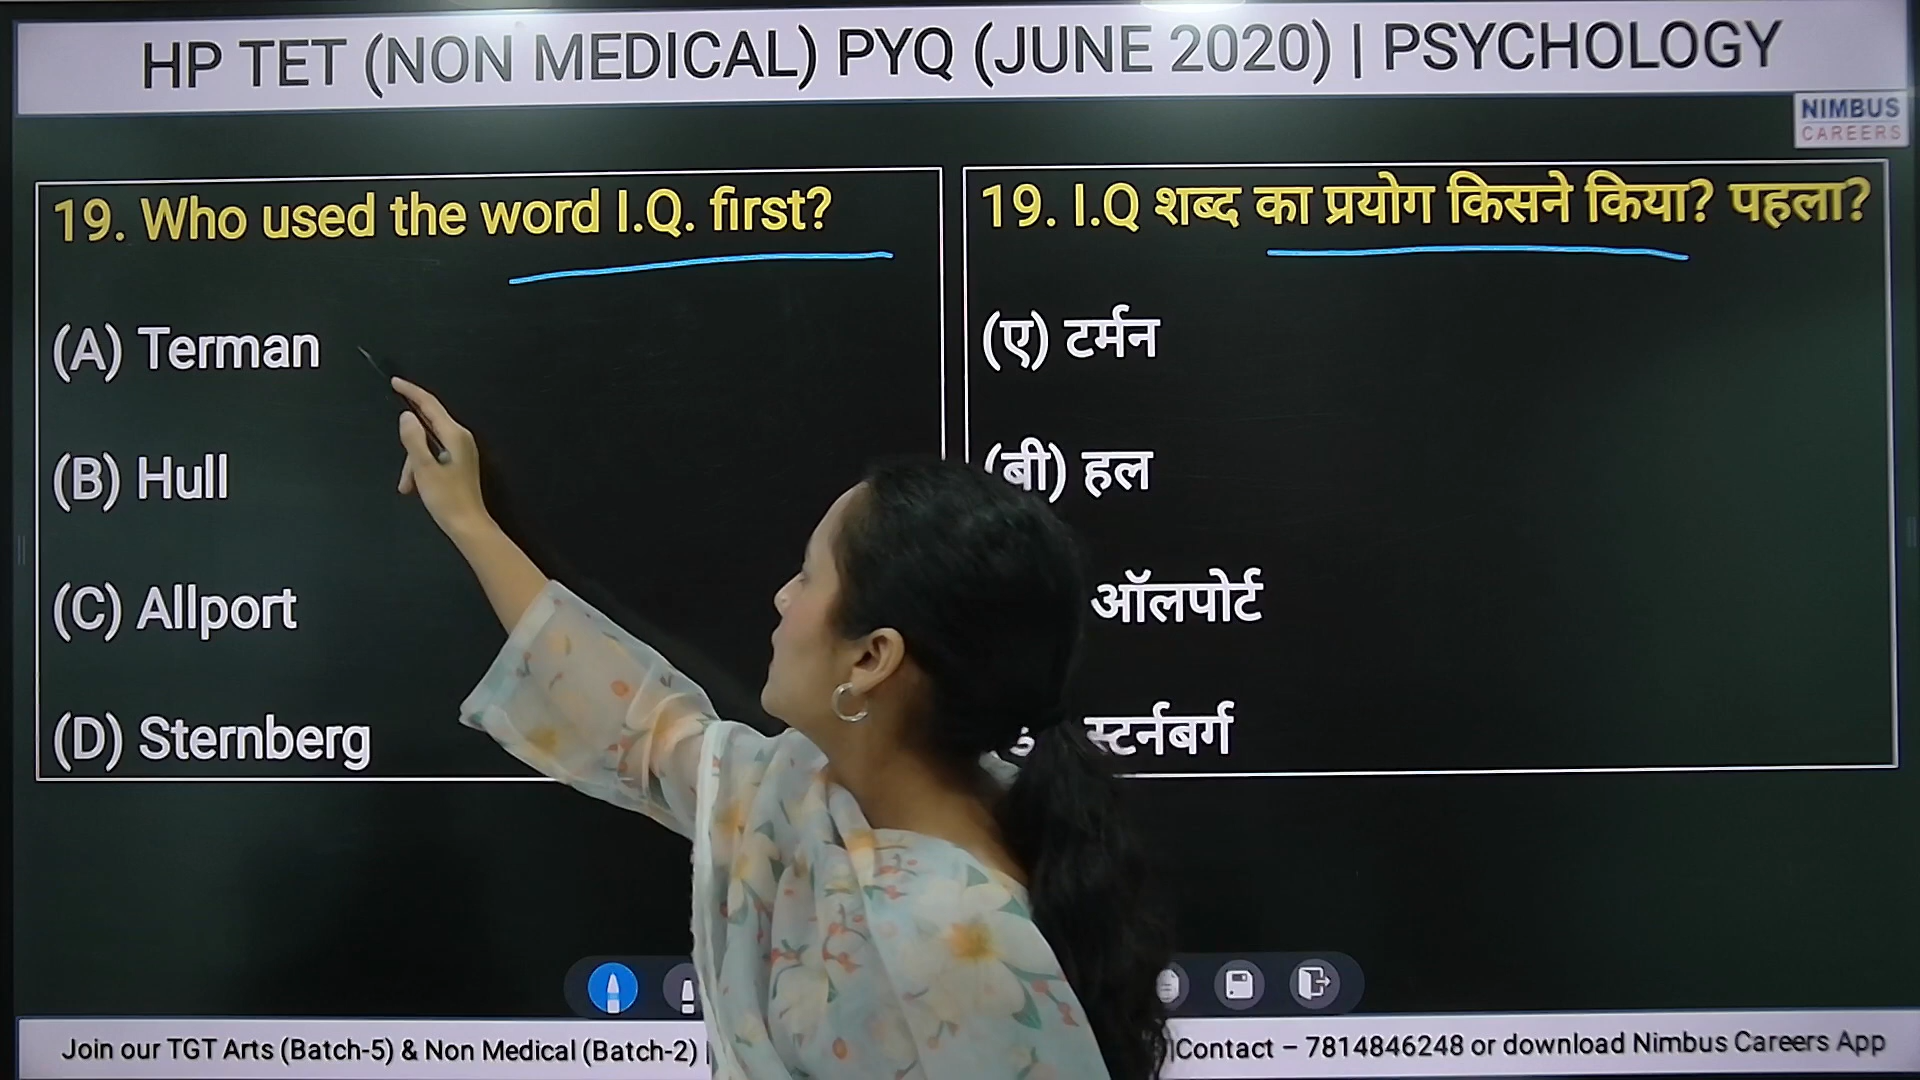 HP TET (NON MEDICAL) PYQ (JUNE 2020) | PSYCHOLOGY
NIMBUS
CAREERS
19. Who used the word I.Q. first?
(A) Terman
(B) Hull
(C) Allport
(D) Sternberg
19. I.Q शब्द का प्रयोग किसने किया? पहला?
(ए) टर्मन
(बी) हल
ऑलपोर्ट
स्टर्नबर्ग
Join our TGT Arts (Batch-5) & Non Medical (Batch-2) |
|Contact – 7814846248 or download Nimbus Careers App